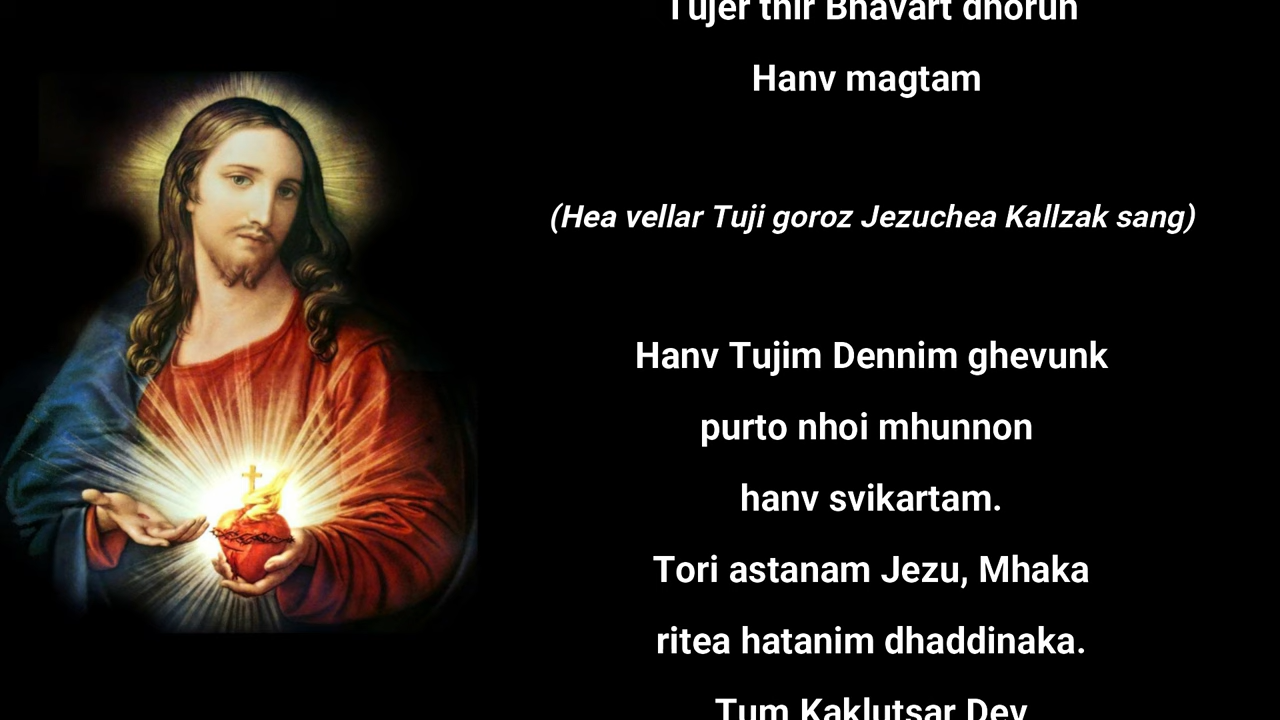 Tujer thir Bhavart dhorun
Hanv magtam
(Hea vellar Tuji goroz Jezuchea Kallzak sang)
Hanv Tujim Dennim ghevunk
purto nhoi mhunnon
hanv svikartam.
Tori astanam Jezu, Mhaka
ritea hatanim dhaddinaka.
Tum Kaklutsar Dev